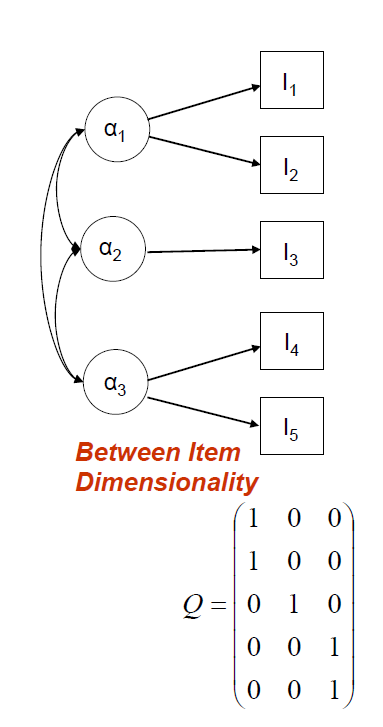 α1
I1
I2
α2
I3
α3
I4
I5
Between Item
Dimensionality
Q = (1 0 0
1 0 0
0 1 0
0 0 1
0 0 1)